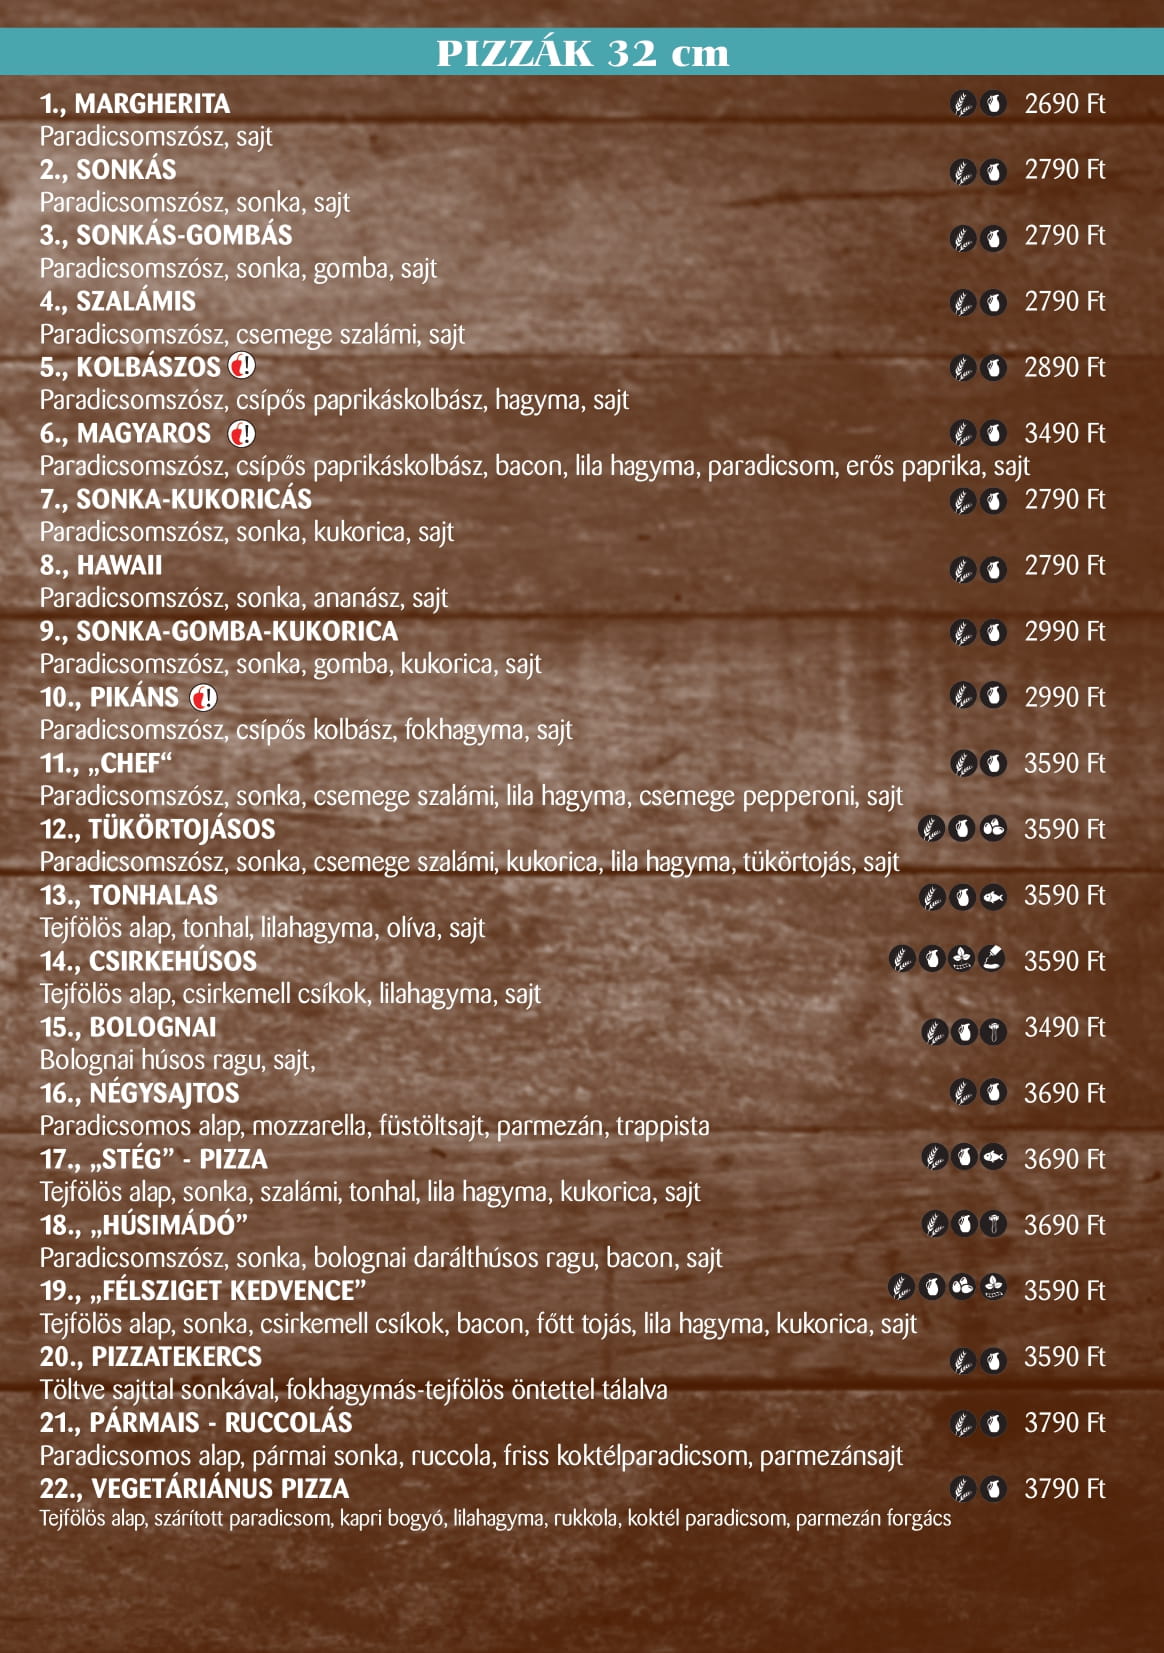 PIZZÁK 32 cm
1., MARGHERITA 2690 Ft
Paradicsomszósz, sajt
2., SONKÁS 2790 Ft
Paradicsomszósz, sonka, sajt
3., SONKÁS-GOMBÁS 2790 Ft
Paradicsomszósz, sonka, gomba, sajt
4., SZALÁMIS 2790 Ft
Paradicsomszósz, csemege szalámi, sajt
5., KOLBÁSZOS 2890 Ft
Paradicsomszósz, csípős paprikáskolbász, hagyma, sajt
6., MAGYAROS 3490 Ft
Paradicsomszósz, csípős paprikáskolbász, bacon, lila hagyma, paradicsom, erős paprika, sajt
7., SONKA-KUKORICÁS 2790 Ft
Paradicsomszósz, sonka, kukorica, sajt
8., HAWAII 2790 Ft
Paradicsomszósz, sonka, ananász, sajt
9., SONKA-GOMBA-KUKORICA 2990 Ft
Paradicsomszósz, sonka, gomba, kukorica, sajt
10., PIKÁNS 2990 Ft
Paradicsomszósz, csípős kolbász, fokhagyma, sajt
11., „CHEF“ 3590 Ft
Paradicsomszósz, sonka, csemege szalámi, lila hagyma, csemege pepperoni, sajt
12., TÜKÖRTOJÁSOS 3590 Ft
Paradicsomszósz, sonka, csemege szalámi, kukorica, lila hagyma, tükörtojás, sajt
13., TONHALAS 3590 Ft
Tejfölös alap, tonhal, lilahagyma, olíva, sajt
14., CSIRKEHÚSOS 3590 Ft
Tejfölös alap, csirkemell csíkok, lilahagyma, sajt
15., BOLOGNAI 3490 Ft
Bolognai húsos ragu, sajt,
16., NÉGYSAJTOS 3690 Ft
Paradicsomos alap, mozzarella, füstöltsajt, parmezán, trappista
17., „STÉG” - PIZZA 3690 Ft
Tejfölös alap, sonka, szalámi, tonhal, lila hagyma, kukorica, sajt
18., „HÚSIMÁDÓ” 3690 Ft
Paradicsomszósz, sonka, bolognai darálthúsos ragu, bacon, sajt
19., „FÉLSZIGET KEDVENCE” 3590 Ft
Tejfölös alap, sonka, csirkemell csíkok, bacon, főtt tojás, lila hagyma, kukorica, sajt
20., PIZZATEKERCS 3590 Ft
Töltve sajttal sonkával, fokhagymás-tejfölös öntettel tálalva
21., PÁRMAIS - RUCCOLÁS 3790 Ft
Paradicsomos alap, pármai sonka, ruccola, friss koktélparadicsom, parmezánsajt
22., VEGETÁRIÁNUS PIZZA 3790 Ft
Tejfölös alap, szárított paradicsom, kapri bogyó, lilahagyma, rukkola, koktél paradicsom, parmezán forgács